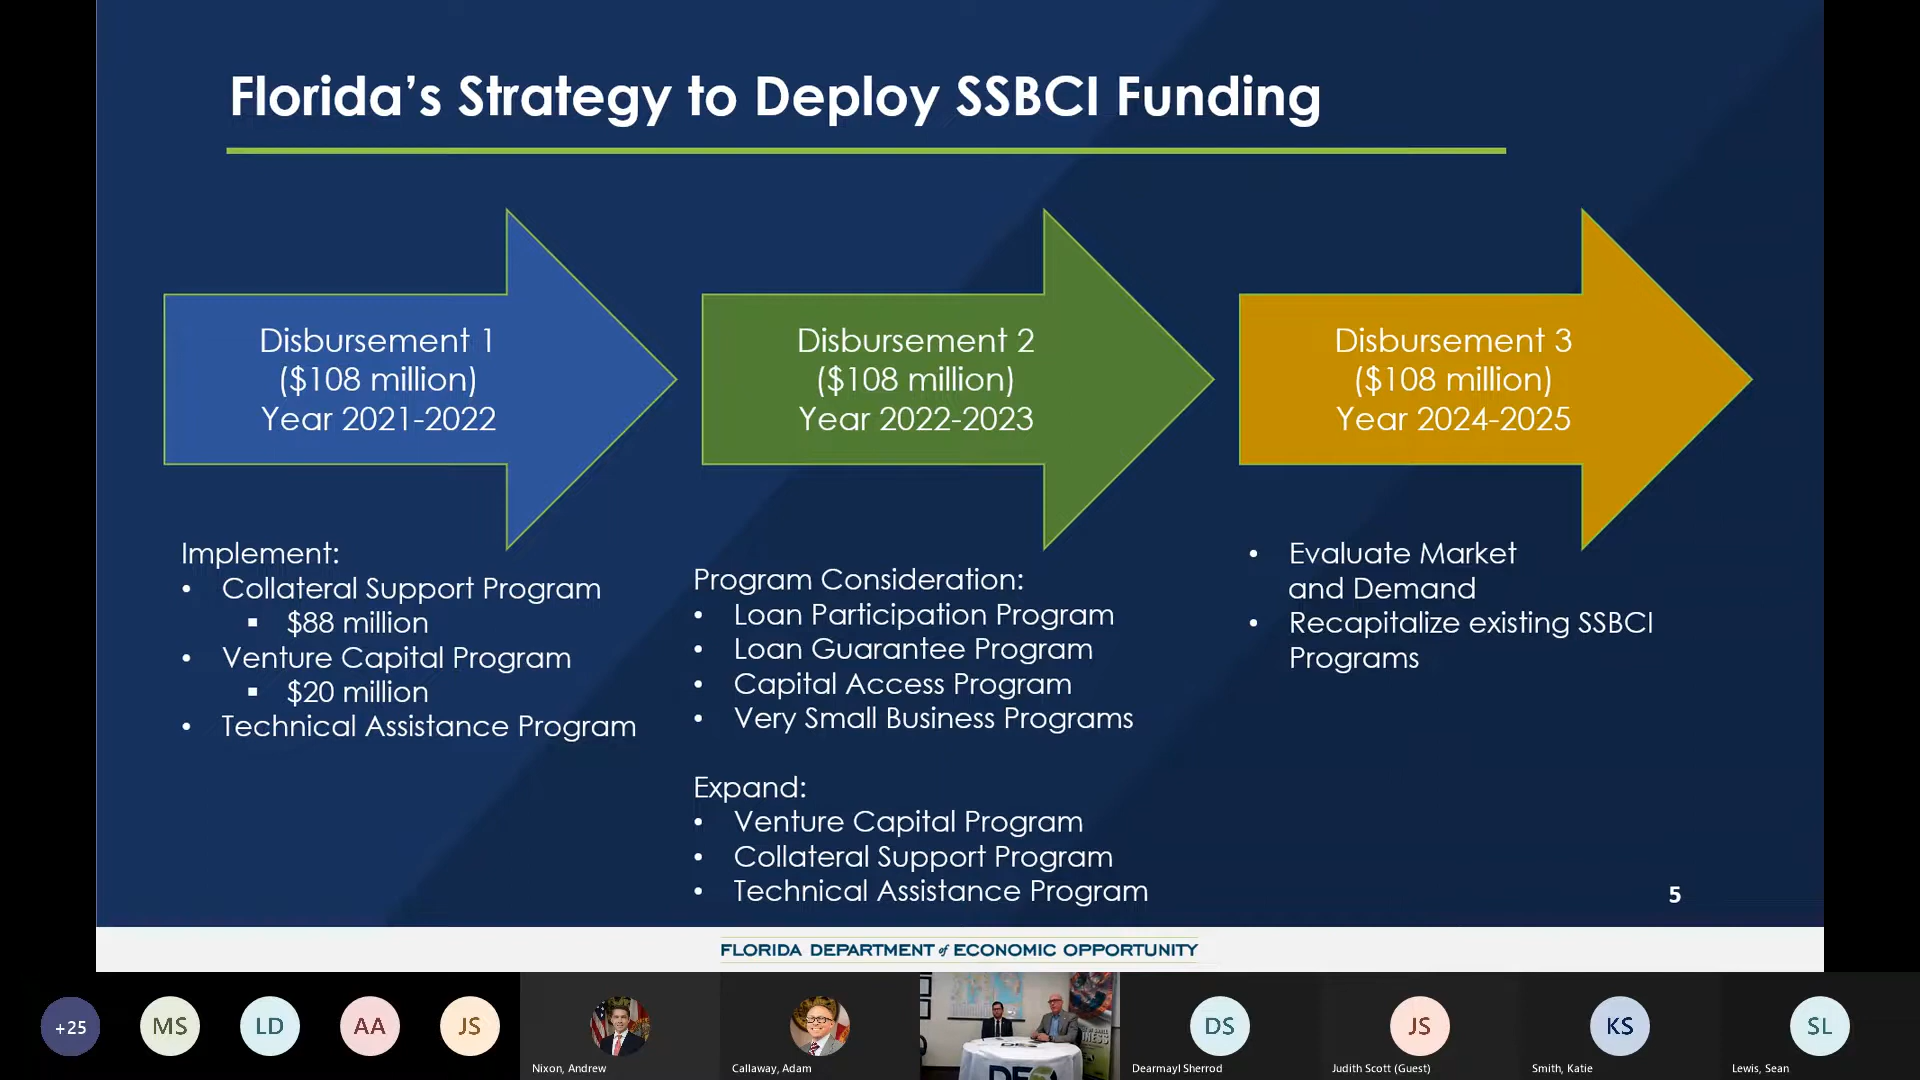 Florida’s Strategy to Deploy SSBCI Funding
Disbursement 1
($108 million)
Year 2021-2022
Disbursement 2
($108 million)
Year 2022-2023
Disbursement 3
($108 million)
Year 2024-2025
Implement:
• Collateral Support Program
▪ $88 million
• Venture Capital Program
▪ $20 million
• Technical Assistance Program
Program Consideration:
• Loan Participation Program
• Loan Guarantee Program
• Capital Access Program
• Very Small Business Programs
Expand:
• Venture Capital Program
• Collateral Support Program
• Technical Assistance Program
• Evaluate Market
and Demand
• Recapitalize existing SSBCI
Programs
5
FLORIDA DEPARTMENT of ECONOMIC OPPORTUNITY
+25
MS
LD
AA
JS
Nixon, Andrew
Callaway, Adam
DS
Dearmayl Sherrod
JS
Judith Scott (Guest)
KS
Smith, Katie
SL
Lewis, Sean